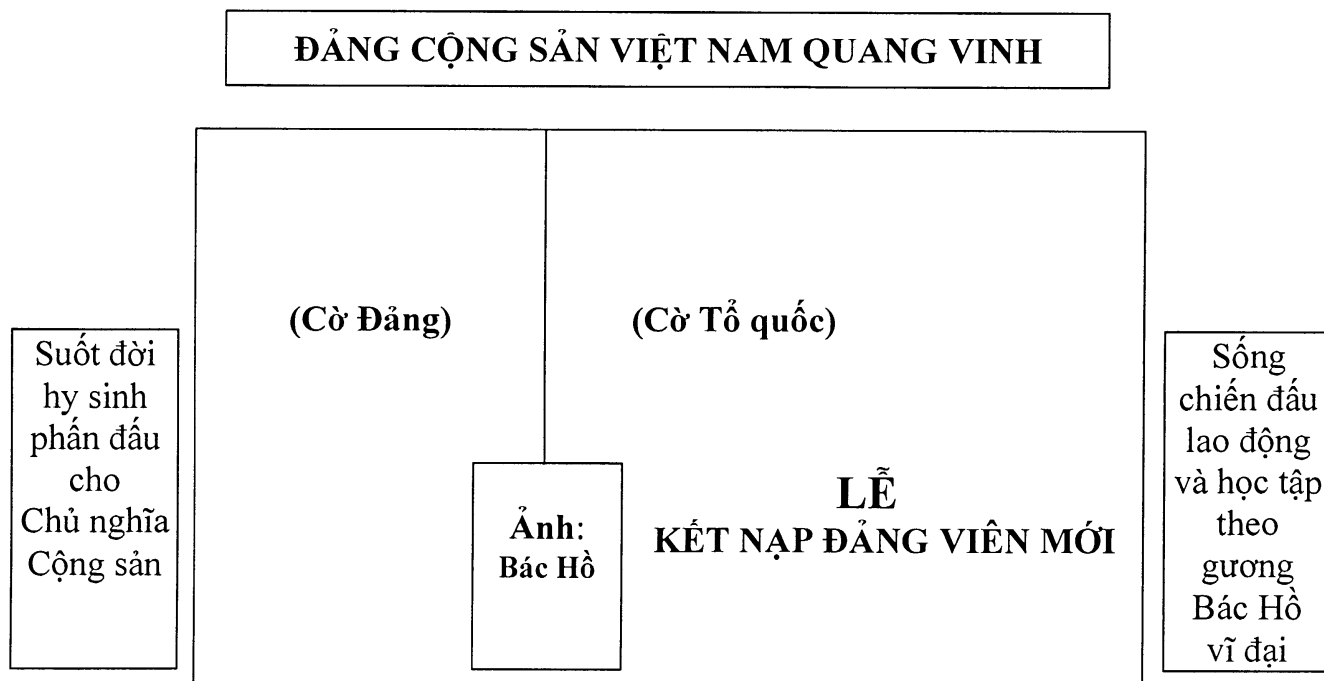 ĐẢNG CỘNG SẢN VIỆT NAM QUANG VINH
(Cờ Đảng)
(Cờ Tổ quốc)
Suốt đời
hy sinh
phấn đấu
cho
Chủ nghĩa
Cộng sản
Ảnh:
Bác Hồ
LỄ
KẾT NẠP ĐẢNG VIÊN MỚI
Sống
chiến đấu
lao động
và học tập
theo
gương
Bác Hồ
vĩ đại